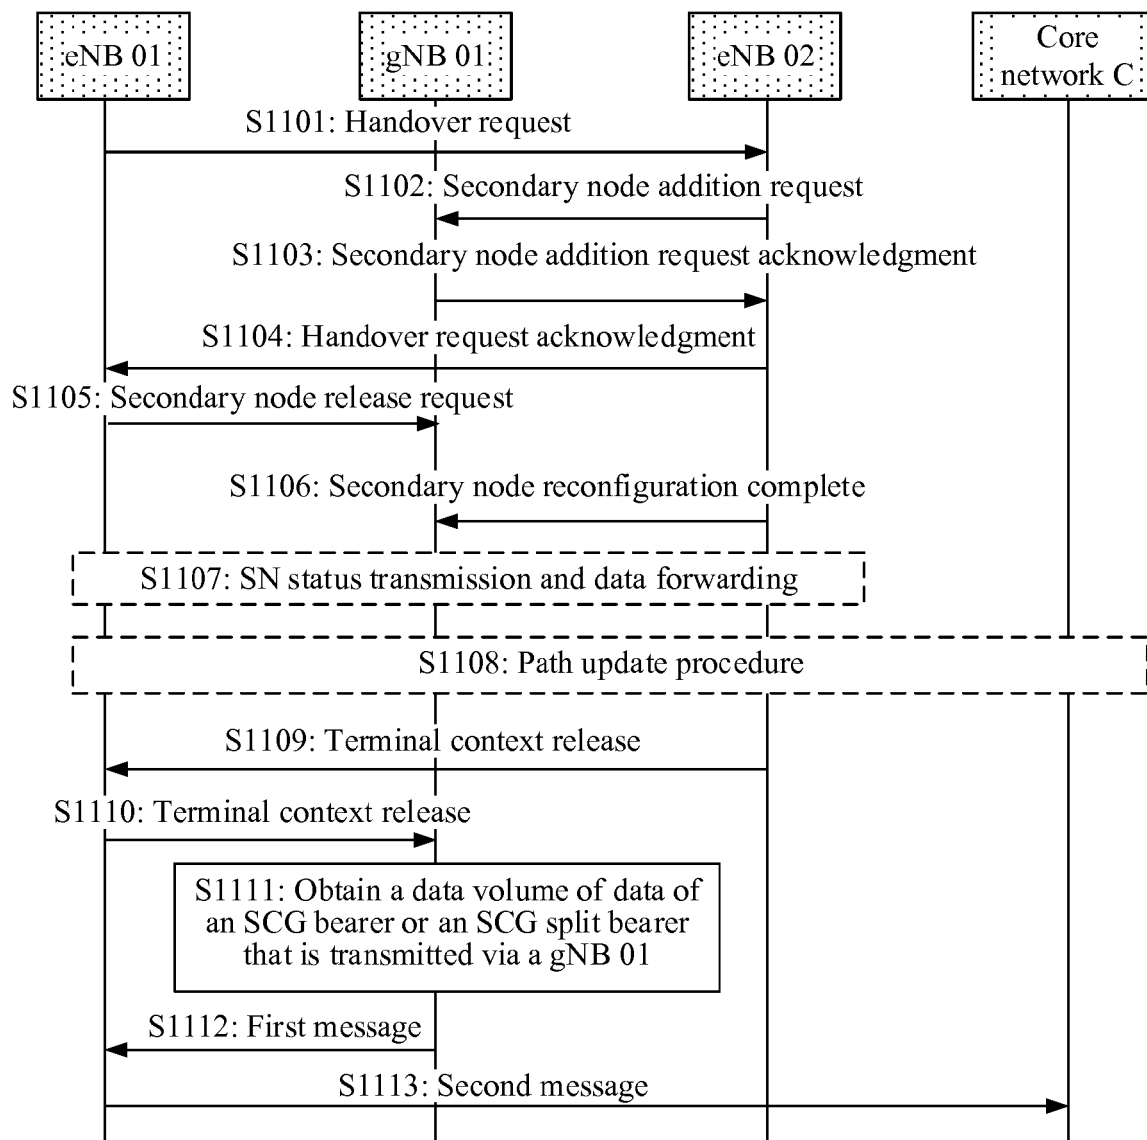 eNB 01
gNB 01
eNB 02
Core
network C
S1101: Handover request
S1102: Secondary node addition request
S1103: Secondary node addition request acknowledgment
S1104: Handover request acknowledgment
S1105: Secondary node release request
S1106: Secondary node reconfiguration complete
S1107: SN status transmission and data forwarding
S1108: Path update procedure
S1109: Terminal context release
S1110: Terminal context release
S1111: Obtain a data volume of data of
an SCG bearer or an SCG split bearer
that is transmitted via a gNB 01
S1112: First message
S1113: Second message